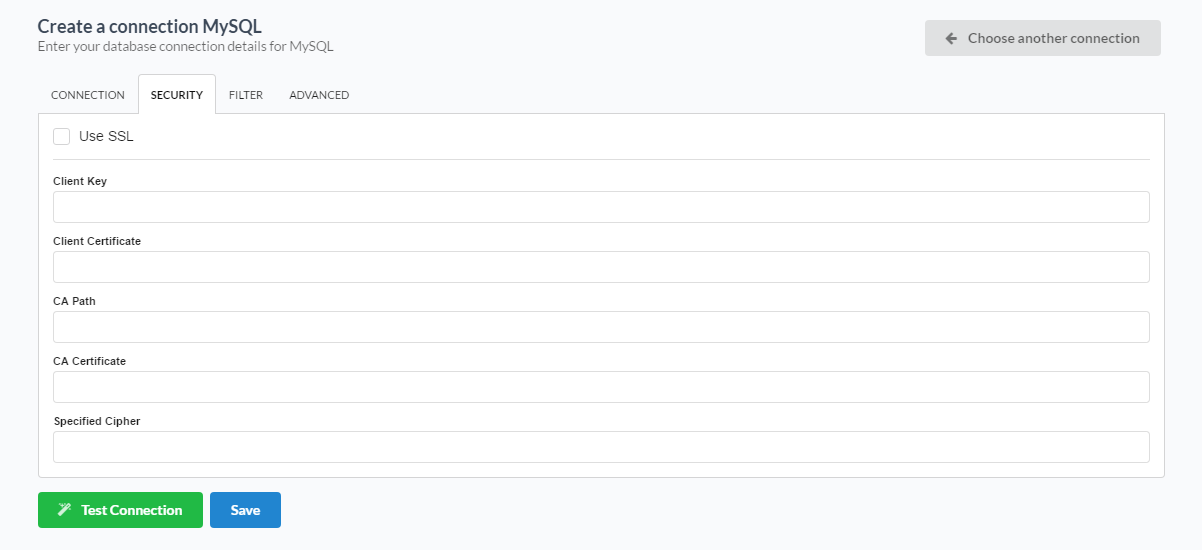 Create a connection MySQL
Enter your database connection details for MySQL
Choose another connection
CONNECTION
SECURITY
FILTER
ADVANCED
Use SSL
Client Key
Client Certificate
CA Path
CA Certificate
Specified Cipher
Test Connection
Save